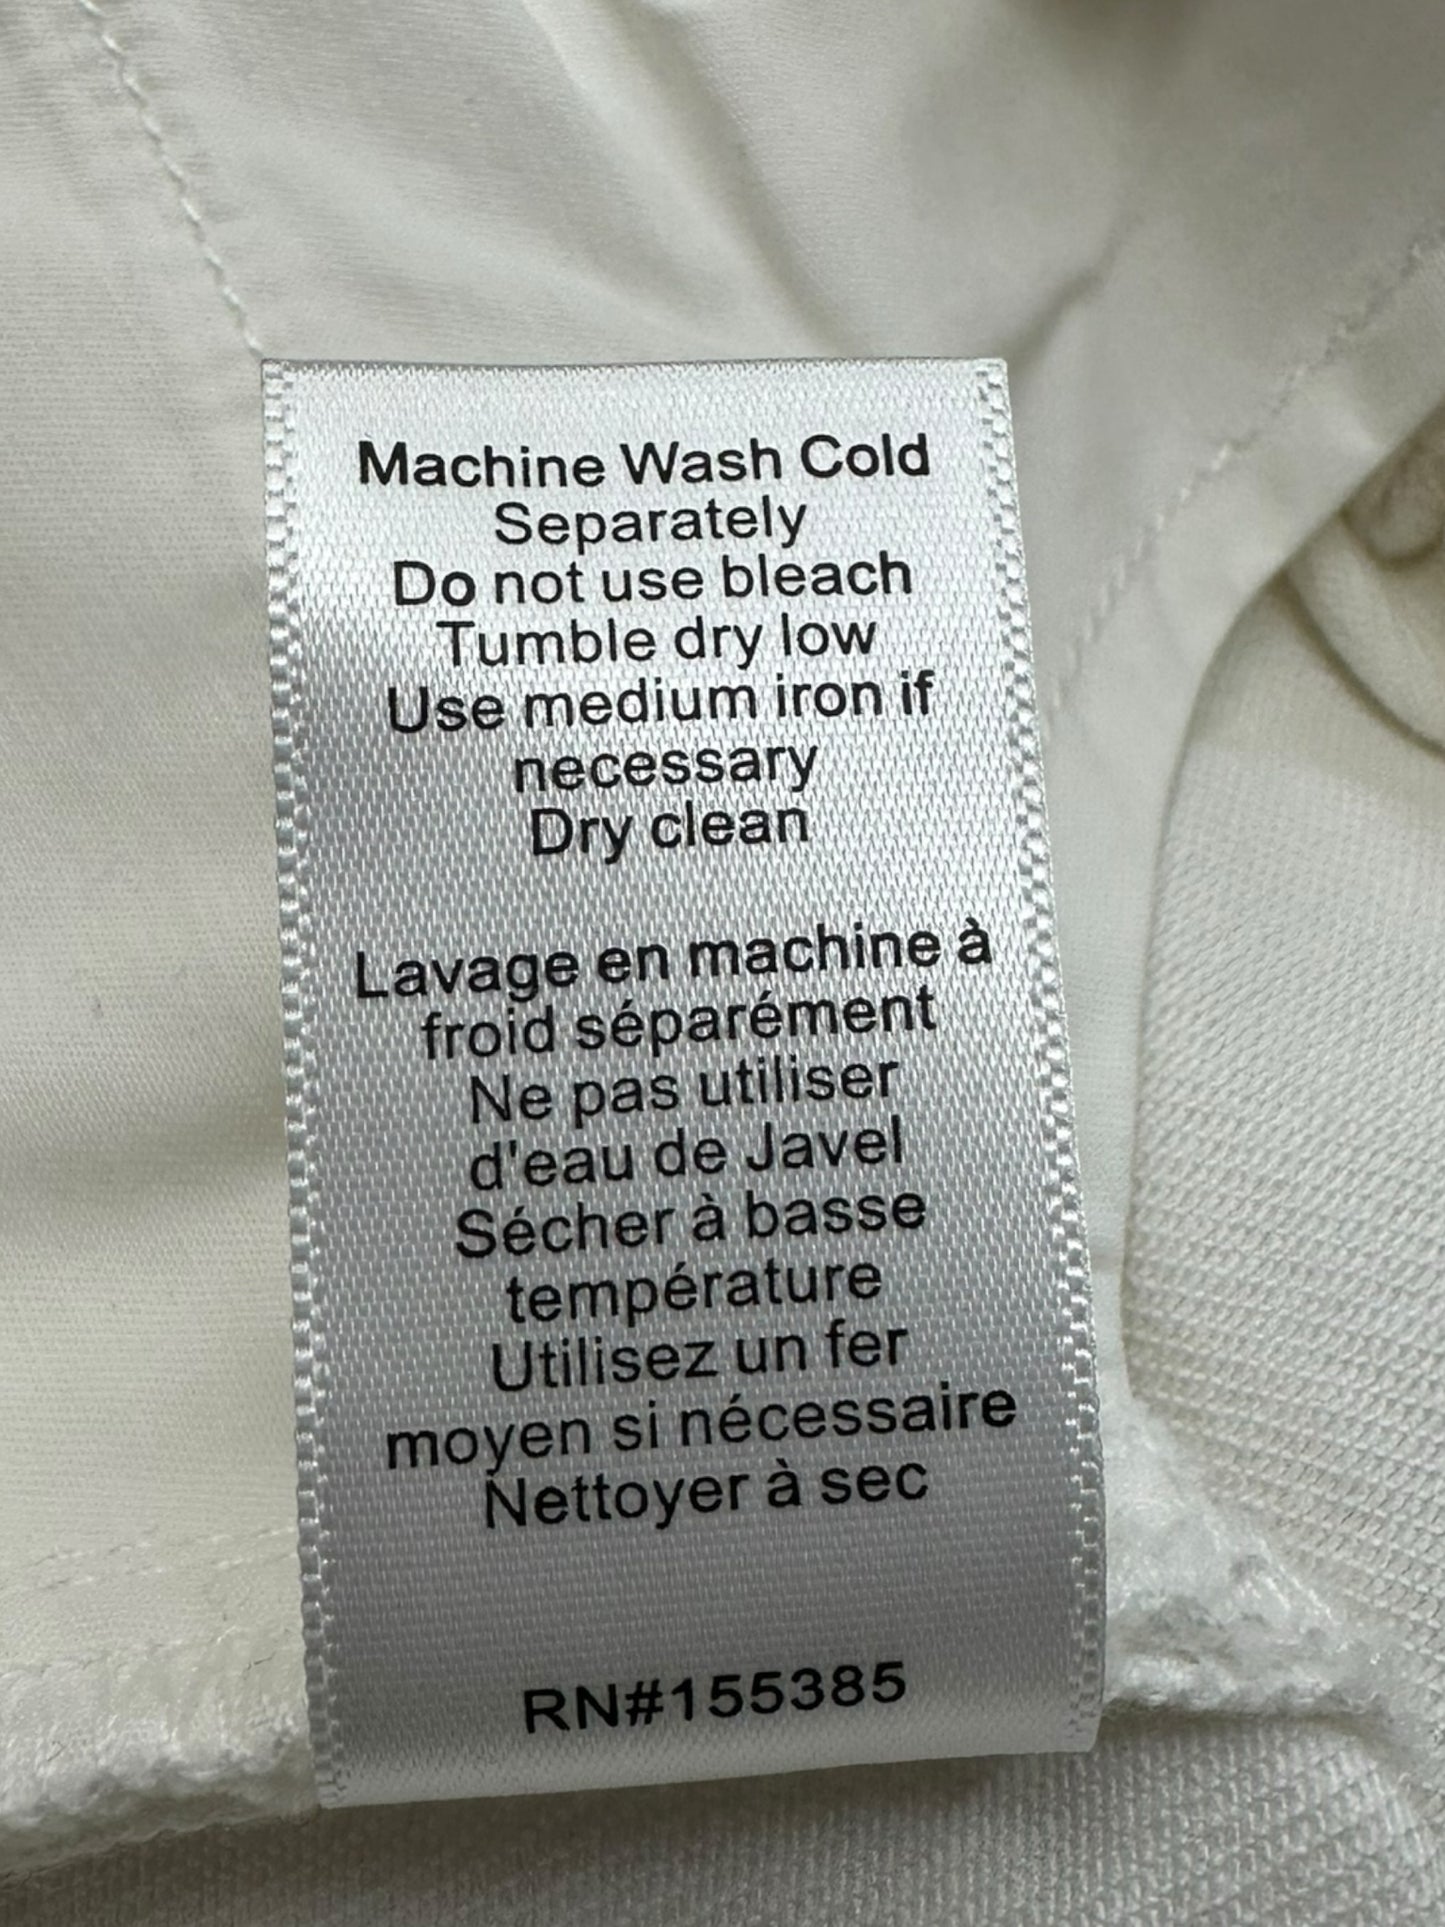 Machine Wash Cold
Separately
Do not use bleach
Tumble dry low
Use medium iron if
necessary
Dry clean
Lavage en machine à
froid séparément
Ne pas utiliser
d'eau de Javel
Sécher à basse
température
Utilisez un fer
moyen si nécessaire
Nettoyer à sec
RN#155385